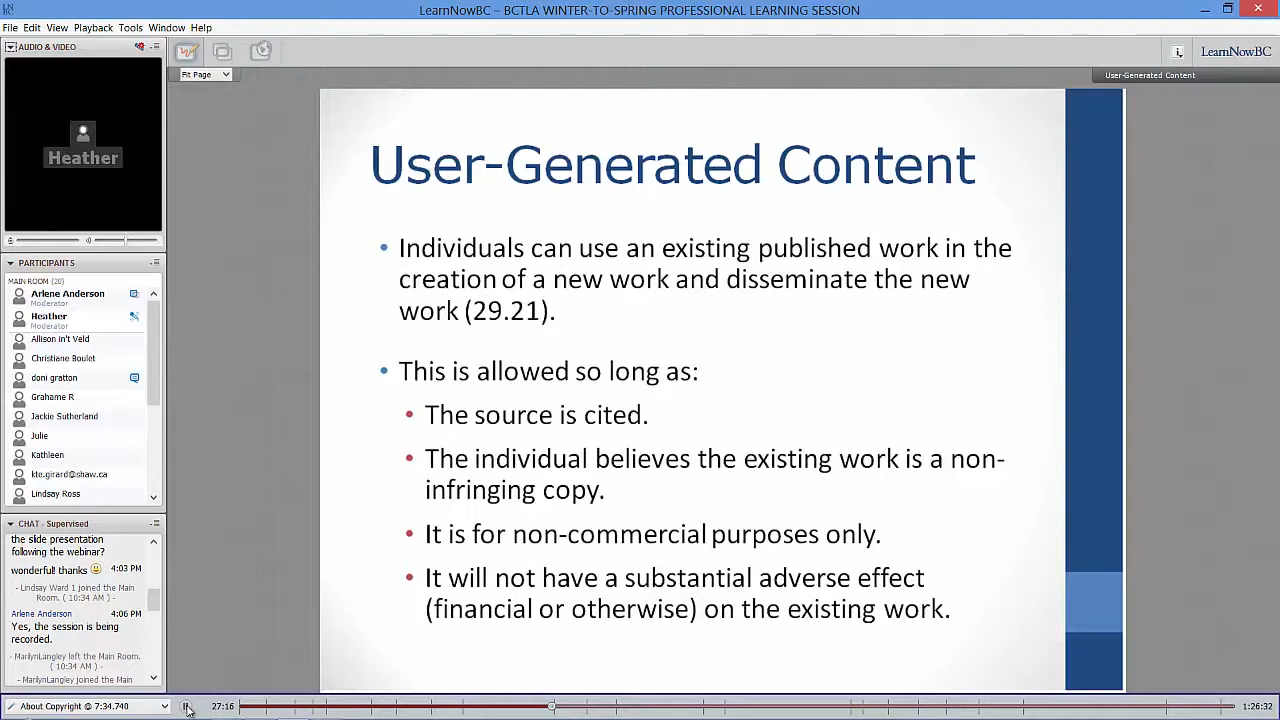 LearnNowBC – BCTLA WINTER-TO-SPRING PROFESSIONAL LEARNING SESSION
File Edit View Playback Tools Window Help
AUDIO & VIDEO
LearnNowBC
Fit Page
User-Generated Content
Heather
PARTICIPANTS
MAIN ROOM (20)
Arlene Anderson
Moderator
Heather
Moderator
Allison in't Veld
Christiane Boulet
doni gratton
Grahame R
Jackie Sutherland
Julie
Kathleen
kte.girard@shaw.ca
Lindsay Ross
CHAT - Supervised
the slide presentation
following the webinar?
wonderful! thanks 4:03 PM
- Lindsay Ward 1 joined the Main
Room. ( 10:34 AM ) -
Arlene Anderson 4:06 PM
Yes, the session is being
recorded.
- MarilynLangley left the Main Room.
( 10:34 AM ) -
- MarilynLangley joined the Main
User-Generated Content
• Individuals can use an existing published work in the
creation of a new work and disseminate the new
work (29.21).
• This is allowed so long as:
• The source is cited.
• The individual believes the existing work is a non-
infringing copy.
• It is for non-commercial purposes only.
• It will not have a substantial adverse effect
(financial or otherwise) on the existing work.
About Copyright @ 7:34.740
27:16
1:26:32